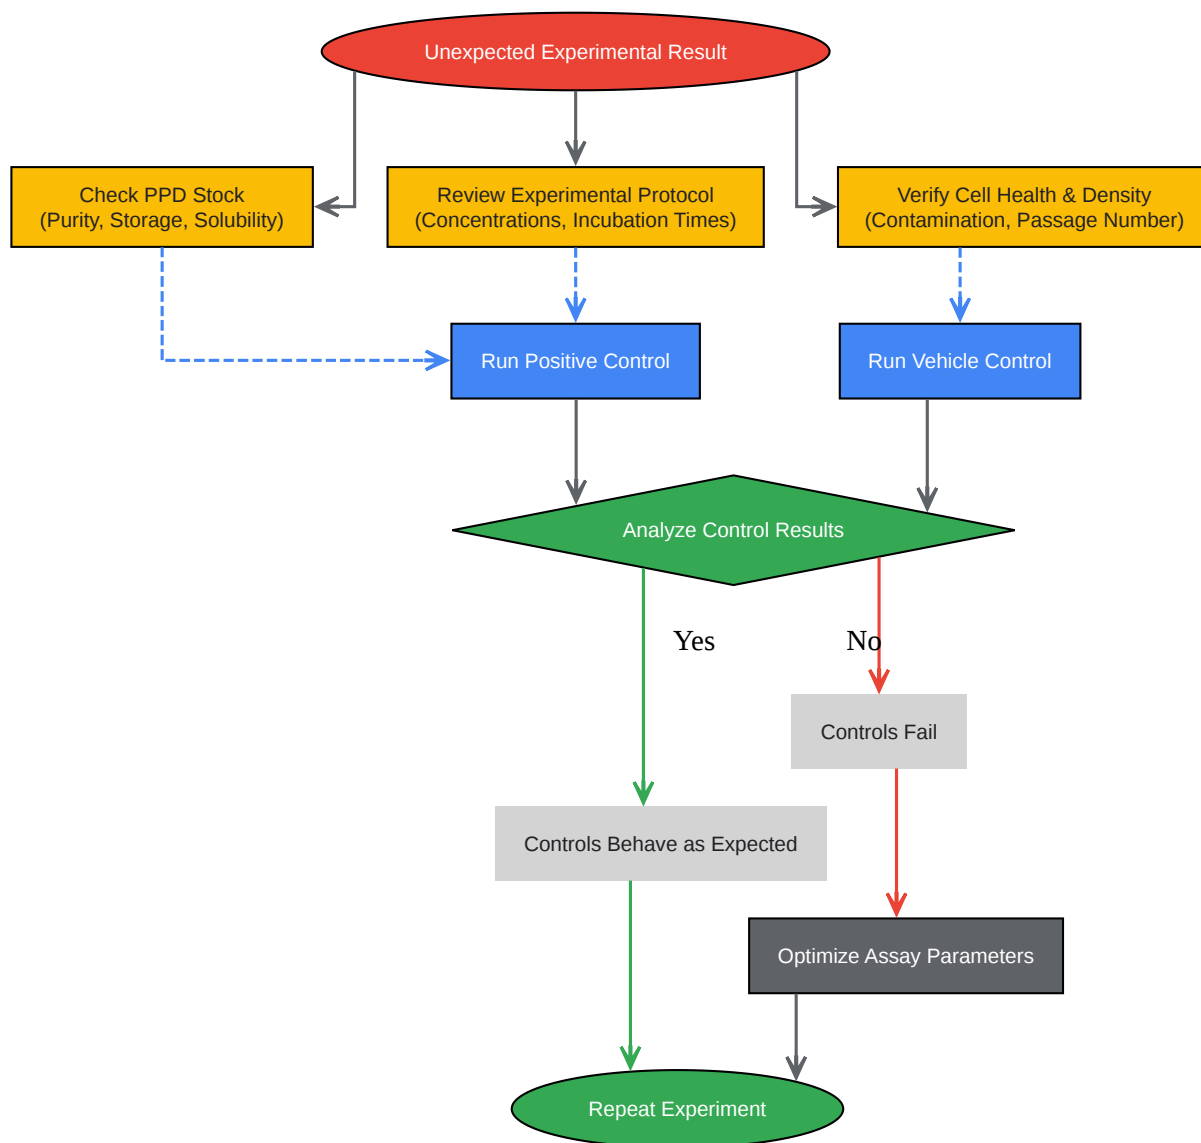 Unexpected Experimental Result
Check PPD Stock
(Purity, Storage, Solubility)
Review Experimental Protocol
(Concentrations, Incubation Times)
Verify Cell Health & Density
(Contamination, Passage Number)
Run Positive Control
Run Vehicle Control
Analyze Control Results
Yes
No
Controls Fail
Controls Behave as Expected
Optimize Assay Parameters
Repeat Experiment